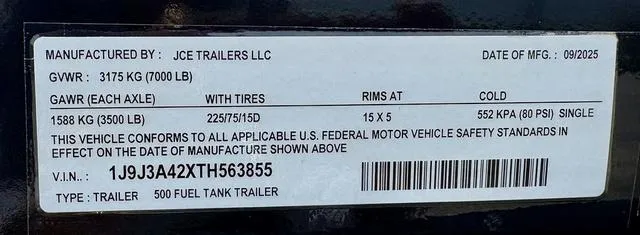 MANUFACTURED BY : JCE TRAILERS LLC DATE OF MFG. : 09/2025
GVWR : 3175 KG (7000 LB)
GAWR (EACH AXLE) WITH TIRES RIMS AT COLD
1588 KG (3500 LB) 225/75/15D 15 X 5 552 KPA (80 PSI) SINGLE
THIS VEHICLE CONFORMS TO ALL APPLICABLE U.S. FEDERAL MOTOR VEHICLE SAFETY STANDARDS IN
EFFECT ON THE DATE OF MANUFACTURE SHOWN ABOVE
V.I.N.. : 1J9J3A42XTH563855
TYPE : TRAILER 500 FUEL TANK TRAILER